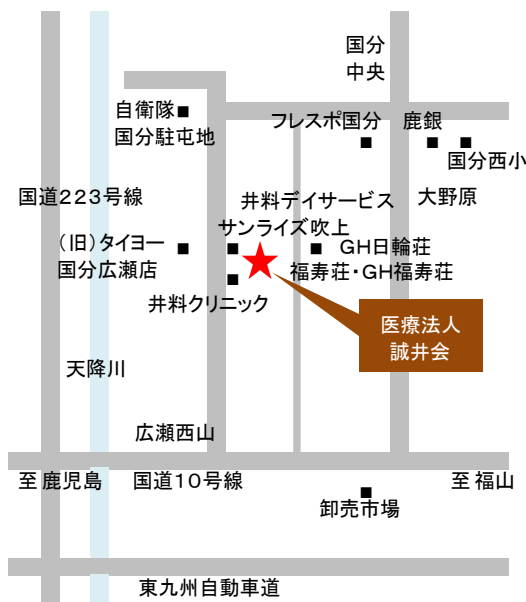 国分
中央
自衛隊
国分駐屯地
フレスポ国分
鹿銀
国分西小
国道223号線
井料デイサービス
大野原
サンライズ吹上
(旧)タイヨー
国分広瀬店
GH日輪荘
福寿荘・GH福寿荘
井料クリニック
医療法人
誠井会
天降川
広瀬西山
至鹿児島
国道10号線
至福山
卸売市場
東九州自動車道